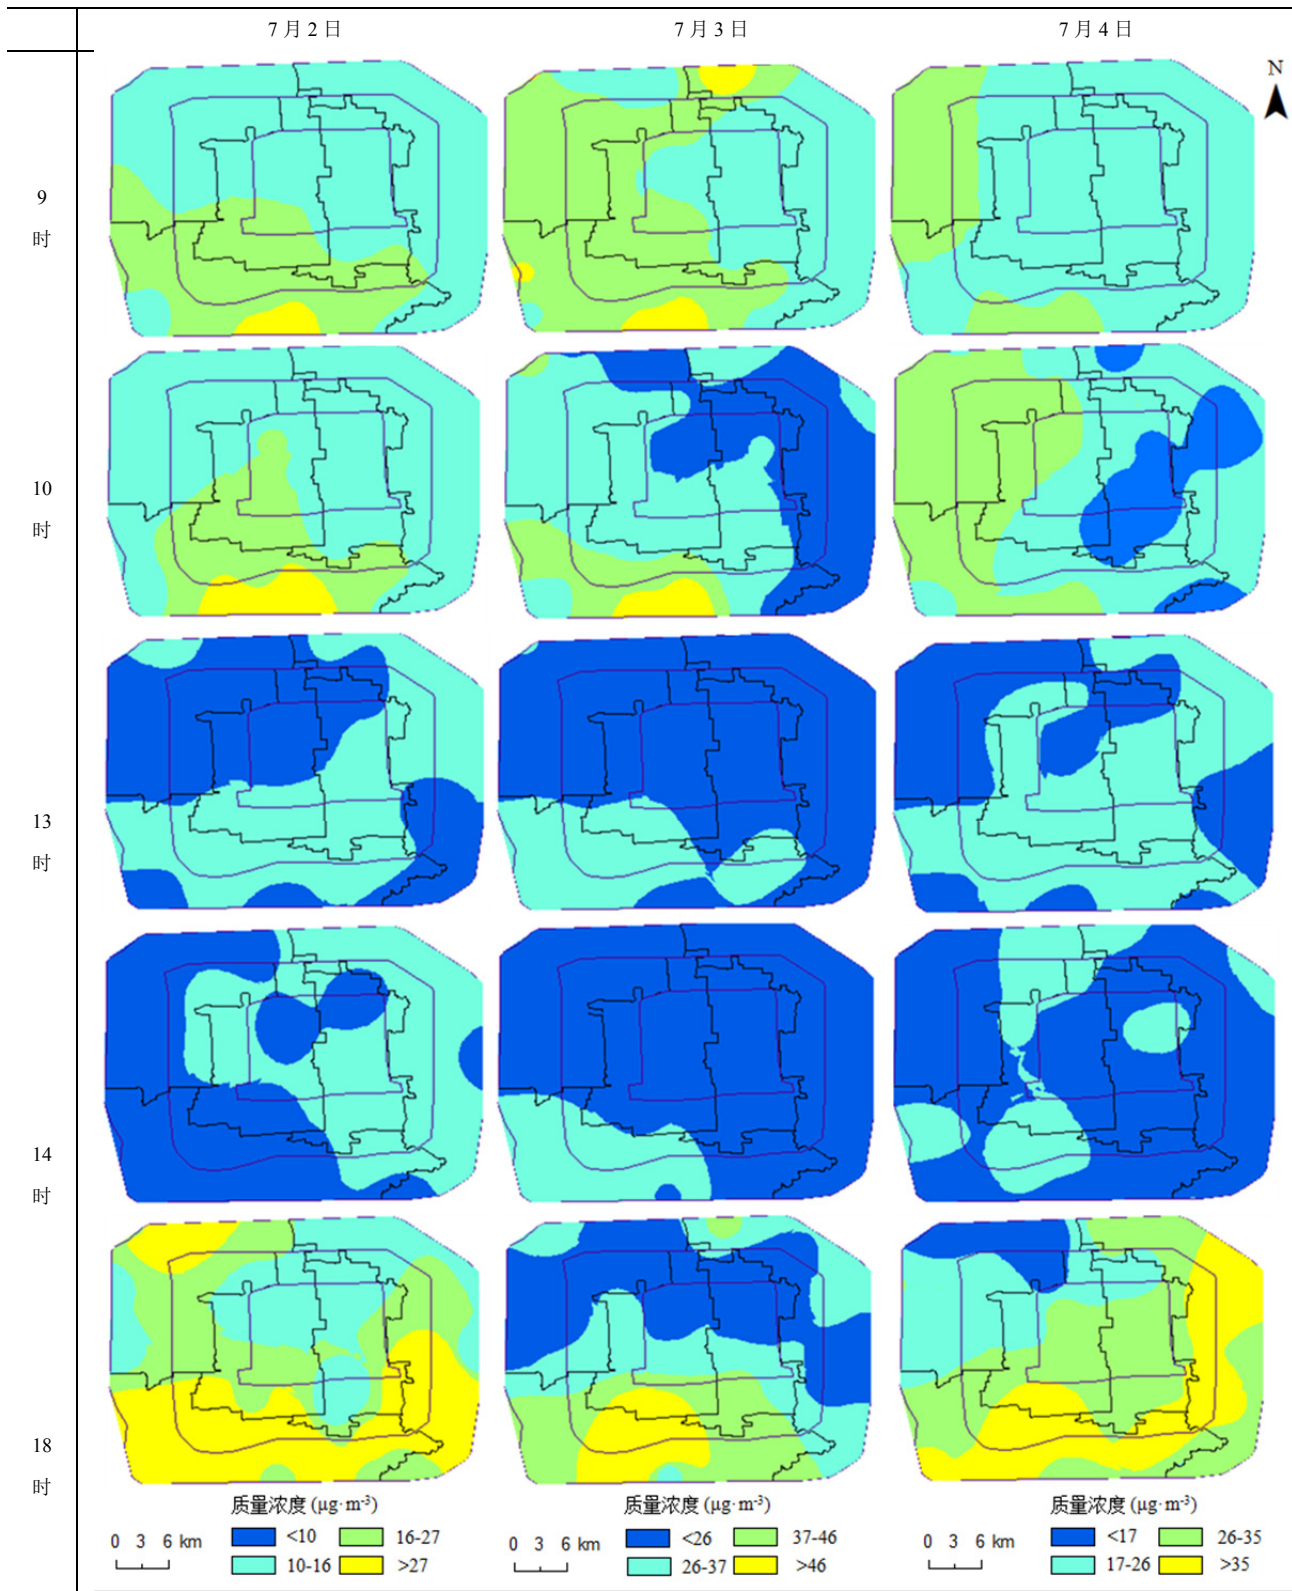 7 月 2 日 7 月 3 日 7 月 4 日
N
9
时
10
时
13
时
14
时
18
时
质量浓度 (μg·m-3) 质量浓度 (μg·m-3) 质量浓度 (μg·m-3)
0 3 6 km <10 16-27 0 3 6 km <26 37-46 0 3 6 km <17 26-35
10-16 >27 26-37 >46 17-26 >35